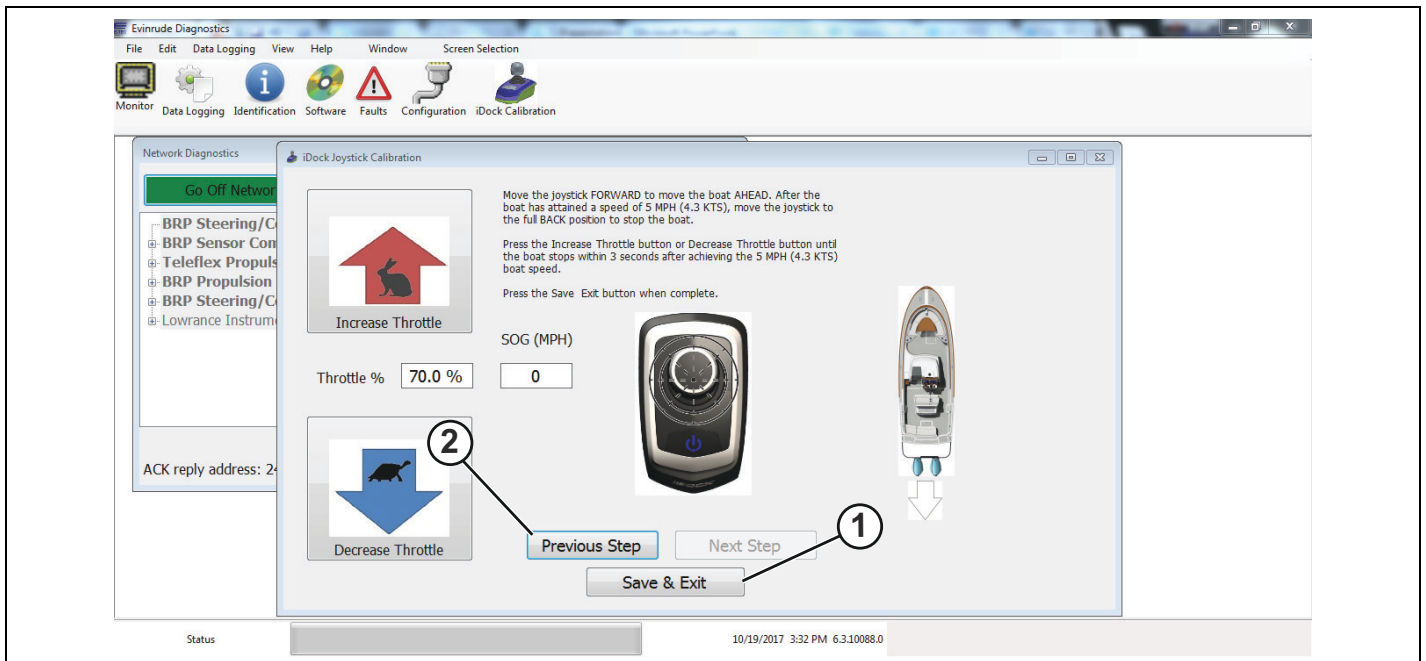 Evinrude Diagnostics
File Edit Data Logging View Help Window Screen Selection
Monitor Data Logging Identification Software Faults Configuration iDock Calibration
Network Diagnostics
iDock Joystick Calibration
Go Off Networ
BRP Steering/C
BRP Sensor Con
Teleflex Propuls
BRP Propulsion
BRP Steering/C
Lowrance Instrume
ACK reply address: 24
Increase Throttle
Throttle % 70.0 %
Decrease Throttle
Move the joystick FORWARD to move the boat AHEAD. After the
boat has attained a speed of 5 MPH (4.3 KTS), move the joystick to
the full BACK position to stop the boat.
Press the Increase Throttle button or Decrease Throttle button until
the boat stops within 3 seconds after achieving the 5 MPH (4.3 KTS)
boat speed.
Press the Save Exit button when complete.
SOG (MPH)
0
2
1
Previous Step Next Step
Save & Exit
Status
10/19/2017 3:32 PM 6.3.10088.0